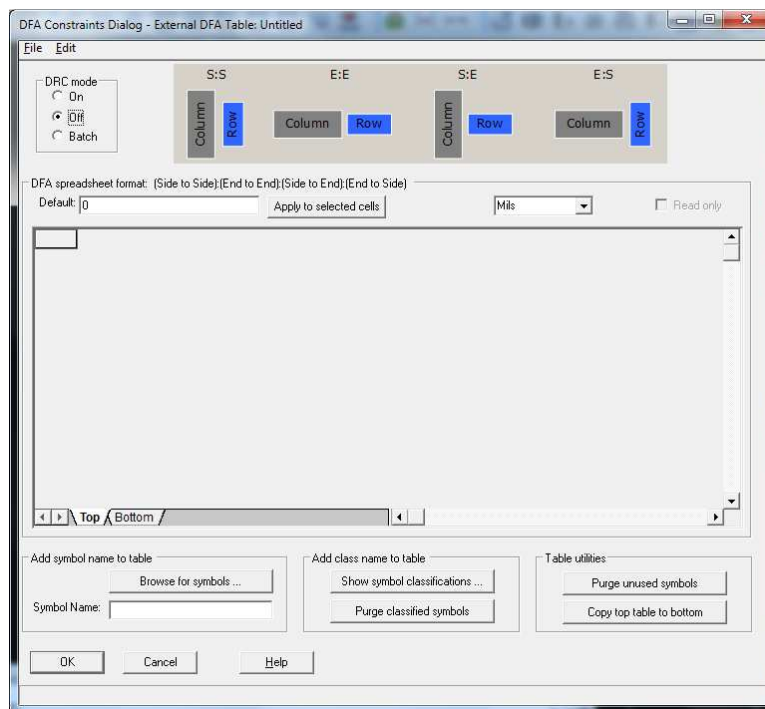 DFA Constraints Dialog - External DFA Table: Untitled
File Edit
DRC mode
On
Off
Batch
S:S E:E S:E E:S
Column Row Column Row Column Row Column Row
DFA spreadsheet format: (Side to Side):(End to End):(Side to End):(End to Side)
Default: 0 Apply to selected cells Mils Read only
Top Bottom
Add symbol name to table
Browse for symbols ...
Symbol Name:
Add class name to table
Show symbol classifications ...
Purge classified symbols
Table utilities
Purge unused symbols
Copy top table to bottom
OK Cancel Help